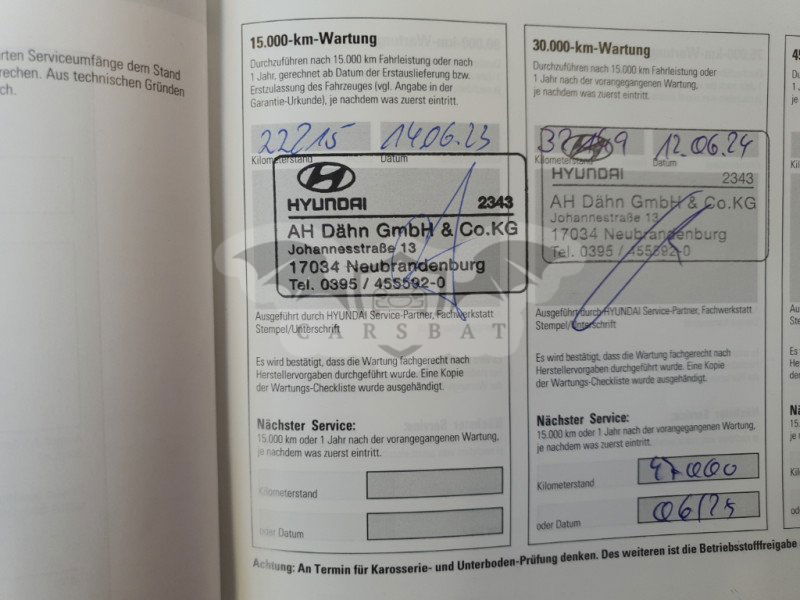 rten Serviceumfänge dem Stand
rechen. Aus technischen Gründen
ch.
15.000-km-Wartung
Durchzuführen nach 15.000 km Fahrleistung oder nach
1 Jahr, gerechnet ab Datum der Erstauslieferung bzw.
Erstzulassung des Fahrzeuges (vgl. Angabe in der
Garantie-Urkunde), je nachdem was zuerst eintritt.
22215 14.06.23
Kilometerstand Datum
HYUNDAI 2343
AH Dähn GmbH & Co.KG
Johannesstraße 13
17034 Neubrandenburg
Tel. 0395 / 455592-0
Ausgeführt durch HYUNDAI Service-Partner, Fachwerkstatt
Stempel/Unterschrift
Es wird bestätigt, dass die Wartung fachgerecht nach
Herstellervorgaben durchgeführt wurde. Eine Kopie
der Wartungs-Checkliste wurde ausgehändigt.
Nächster Service:
15.000 km oder 1 Jahr nach der vorangegangenen Wartung,
je nachdem was zuerst eintritt.
Kilometerstand
oder Datum
30.000-km-Wartung
Durchzuführen nach 15.000 km Fahrleistung oder
1 Jahr nach der vorangegangenen Wartung,
je nachdem was zuerst eintritt.
12.06.24
Kilometerstand Datum
HYUNDAI 2343
AH Dähn GmbH & Co.KG
Johannesstraße 13
17034 Neubrandenburg
Tel. 0395 / 455592-0
Ausgeführt durch HYUNDAI Service-Partner, Fachwerkstatt
Stempel/Unterschrift
Es wird bestätigt, dass die Wartung fachgerecht nach
Herstellervorgaben durchgeführt wurde. Eine Kopie
der Wartungs-Checkliste wurde ausgehändigt.
Nächster Service:
15.000 km oder 1 Jahr nach der vorangegangenen Wartung,
je nachdem was zuerst eintritt.
Kilometerstand 47000
oder Datum 06/25
Achtung: An Termin für Karosserie- und Unterboden-Prüfung denken. Des weiteren ist die Betriebsstofffreigabe
CARSBAT